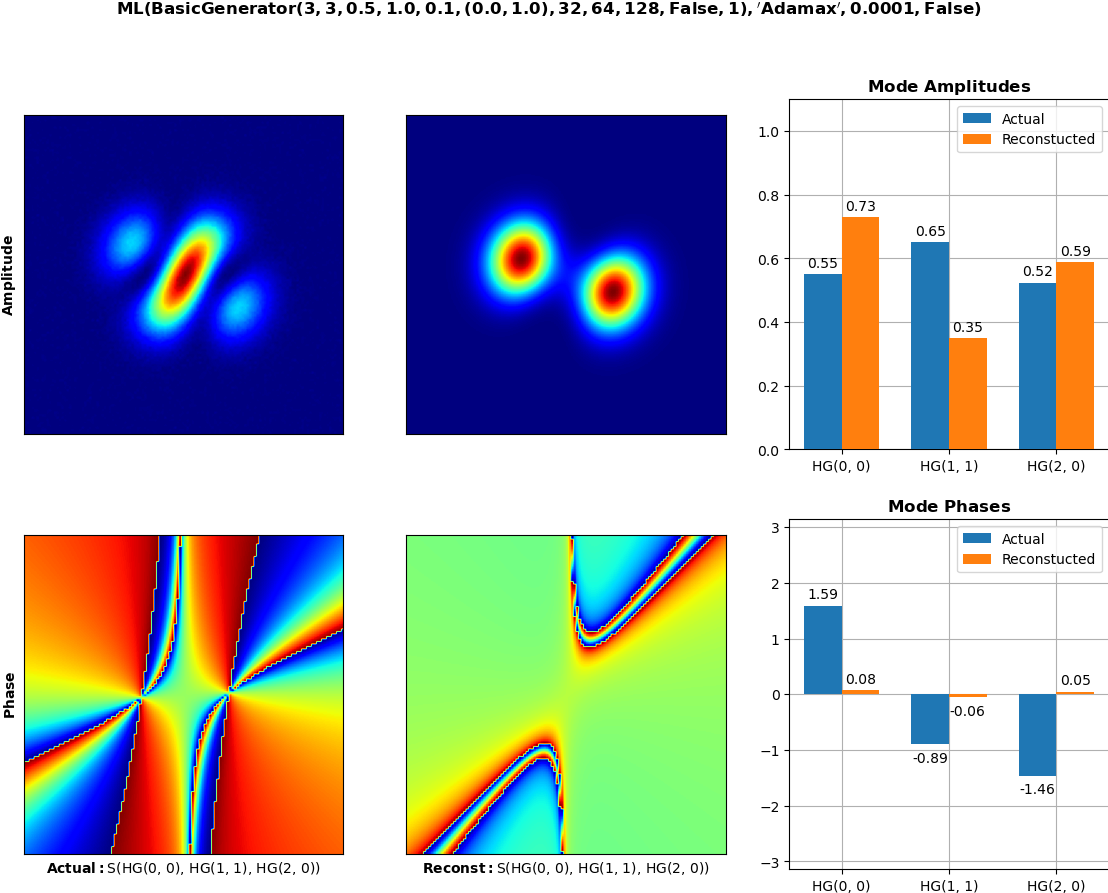 ML(BasicGenerator(3, 3, 0.5, 1.0, 0.1, (0.0, 1.0), 32, 64, 128, False, 1), 'Adamax', 0.0001, False)
Amplitude
Mode Amplitudes
Actual
Reconstucted
1.0
0.8
0.6
0.4
0.2
0.0
0.55
0.73
0.65
0.35
0.52
0.59
HG(0, 0)
HG(1, 1)
HG(2, 0)
Phase
Actual: S(HG(0, 0), HG(1, 1), HG(2, 0))
Reconst: S(HG(0, 0), HG(1, 1), HG(2, 0))
Mode Phases
Actual
Reconstucted
3
2
1
0
−1
−2
−3
1.59
0.08
-0.89
-0.06
-1.46
0.05
HG(0, 0)
HG(1, 1)
HG(2, 0)